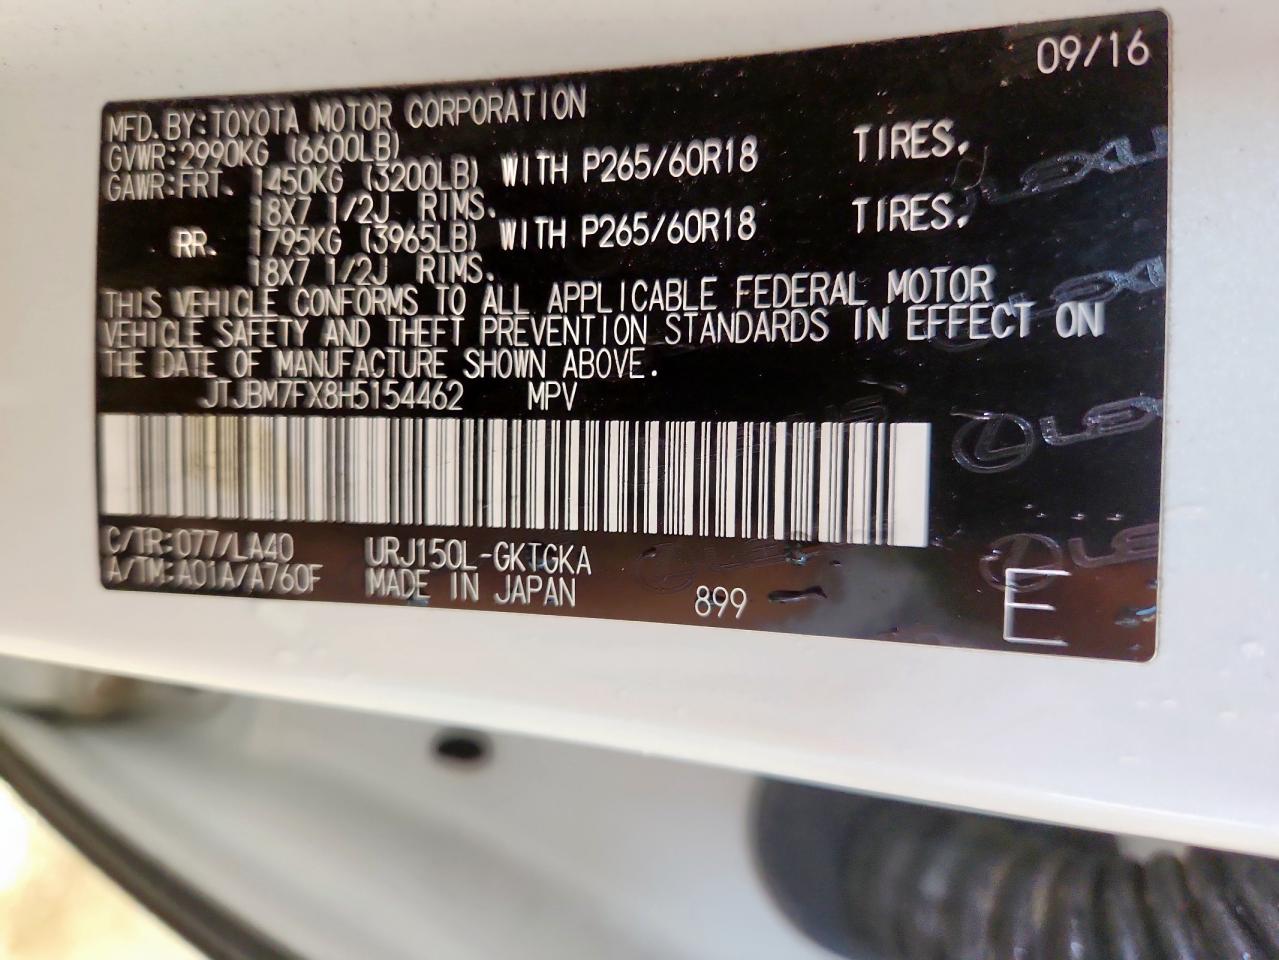 09/16
MFD. BY: TOYOTA MOTOR CORPORATION
GVWR: 2990KG (6600LB)
GAWR: FRT. 1450KG (3200LB) WITH P265/60R18 TIRES.
18X7 1/2J RIMS.
RR. 1795KG (3965LB) WITH P265/60R18 TIRES.
18X7 1/2J RIMS.
THIS VEHICLE CONFORMS TO ALL APPLICABLE FEDERAL MOTOR
VEHICLE SAFETY AND THEFT PREVENTION STANDARDS IN EFFECT ON
THE DATE OF MANUFACTURE SHOWN ABOVE.
JTJBM7FX8H5154462 MPV
C/TR: 077/LA40 URJ150L-GKTGKA
A/TM: A01A/A760F MADE IN JAPAN 899
E